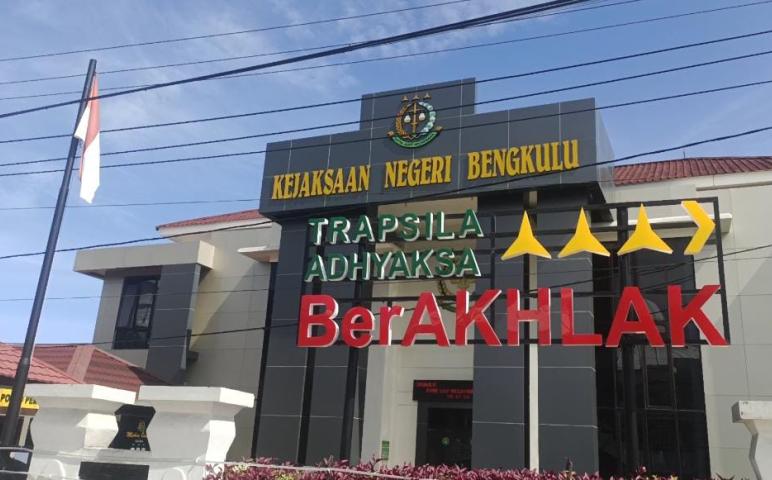 KEJAKSAAN NEGERI BENGKULU
TRAPSILA
ADHYAKSA
BerAKHLAK